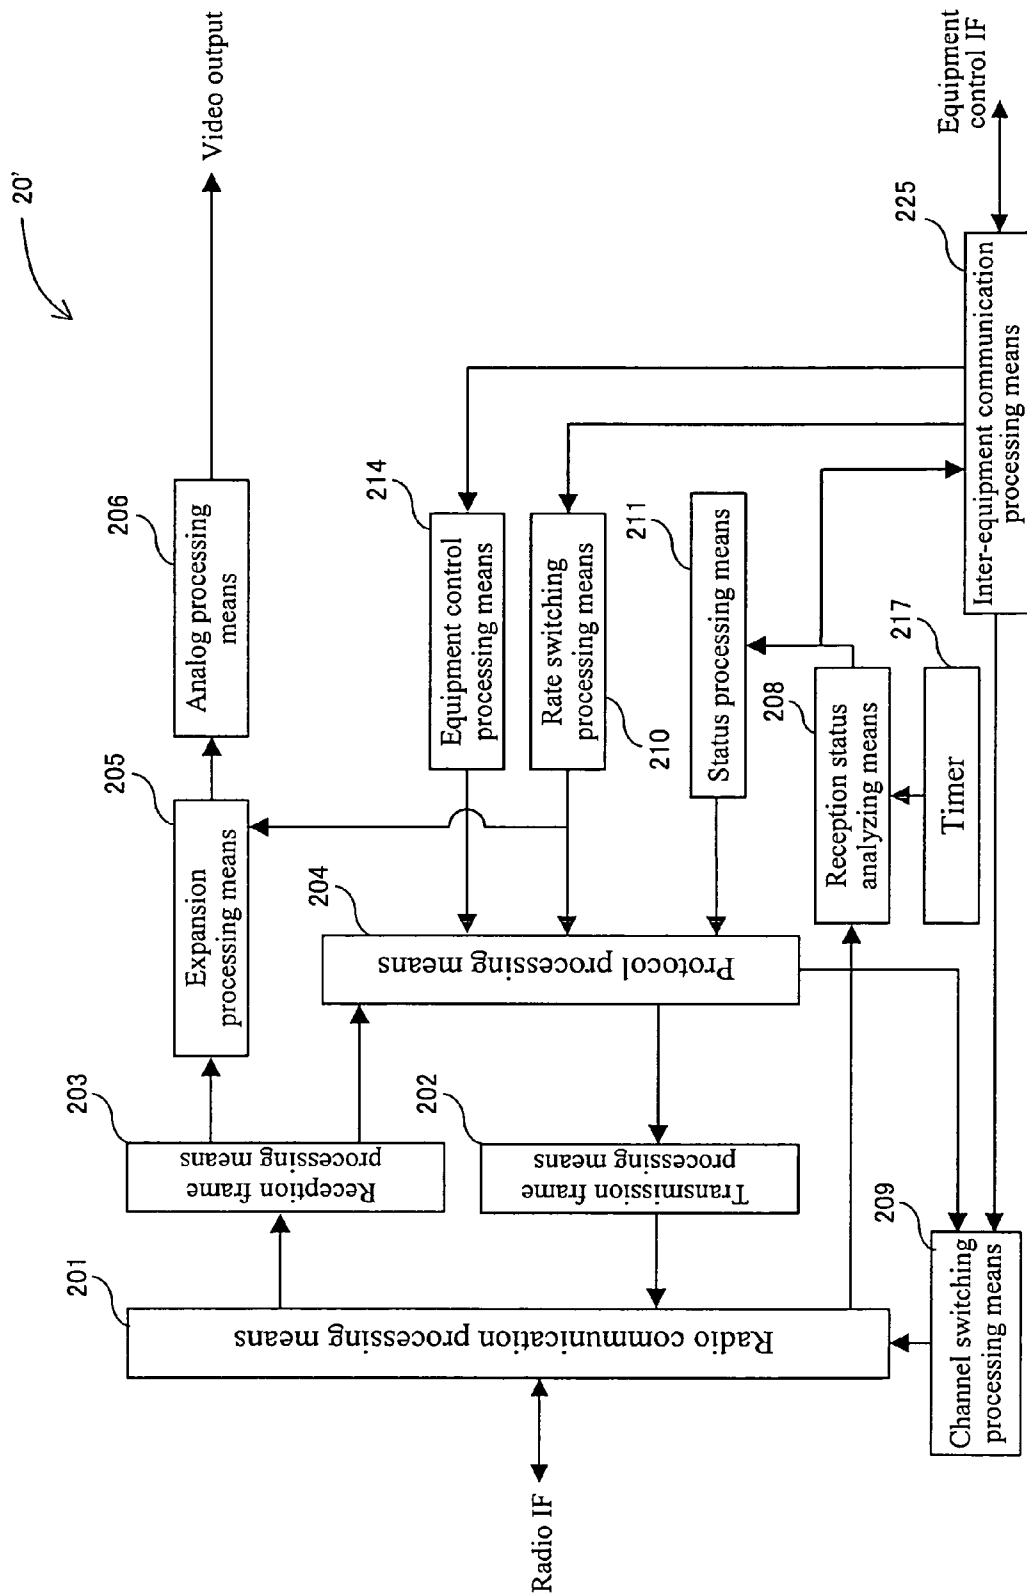 20'
Video output
206
Analog processing
means
205
Expansion
processing means
203
Reception frame
processing means
201
Radio communication processing means
Radio IF
214
Equipment control
processing means
Rate switching
processing means
210
211
Status processing means
204
Protocol processing means
202
Transmission frame
processing means
208
Reception status
analyzing means
217
Timer
209
Channel switching
processing means
225
Inter-equipment communication
processing means
Equipment
control IF